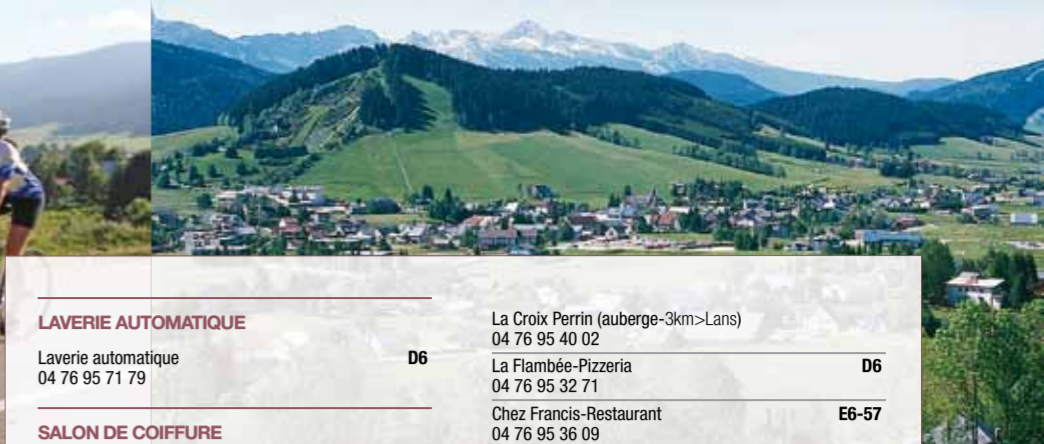 LAVERIE AUTOMATIQUE
Laverie automatique D6
04 76 95 71 79
SALON DE COIFFURE
La Croix Perrin (auberge-3km>Lans)
04 76 95 40 02
La Flambée-Pizzeria D6
04 76 95 32 71
Chez Francis-Restaurant E6-57
04 76 95 36 09